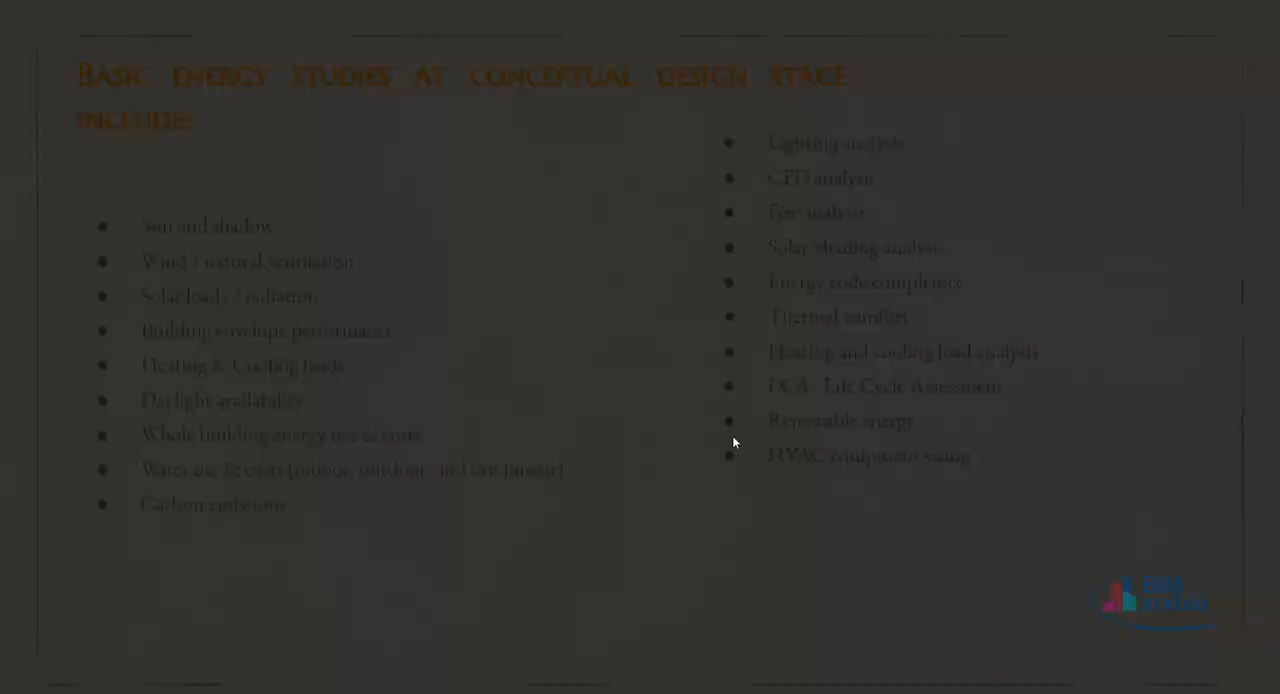 BASIC ENERGY STUDIES AT CONCEPTUAL DESIGN STAGE
INCLUDE:
Sun and shadow
Wind / natural ventilation
Solar loads / radiation
Building envelope performance
Heating & Cooling loads
Daylight availability
Whole building energy use & costs
Water use & costs (indoor, outdoor, and
Carbon emissions
Lighting analysis
CFD analysis
Fire analysis
Solar shading analysis
Energy code compliance
Thermal comfort
Heating and cooling load analysis
LCA Life Cycle Assessment
Renewable energy
HVAC equipment sizing
BIM